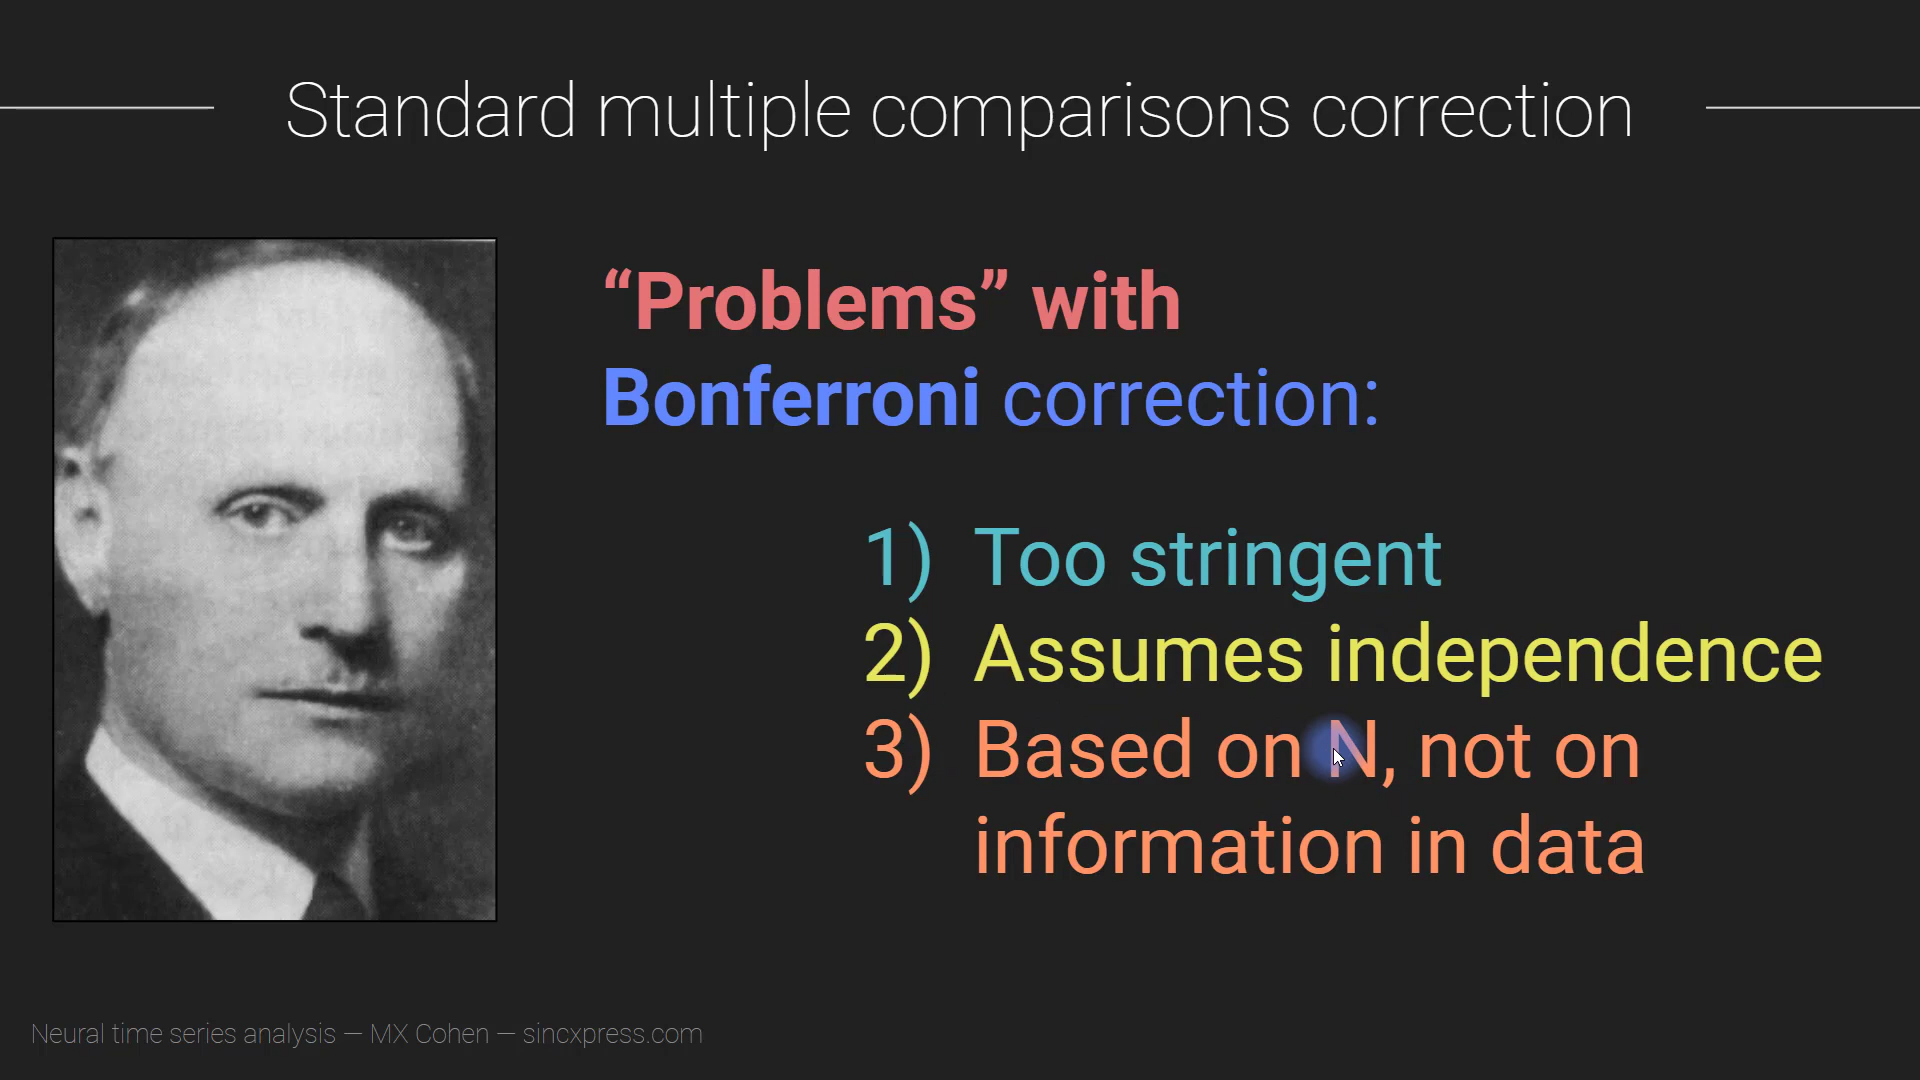 Standard multiple comparisons correction
“Problems” with
Bonferroni correction:
1) Too stringent
2) Assumes independence
3) Based on N, not on
information in data
Neural time series analysis — MX Cohen — sincxpress.com